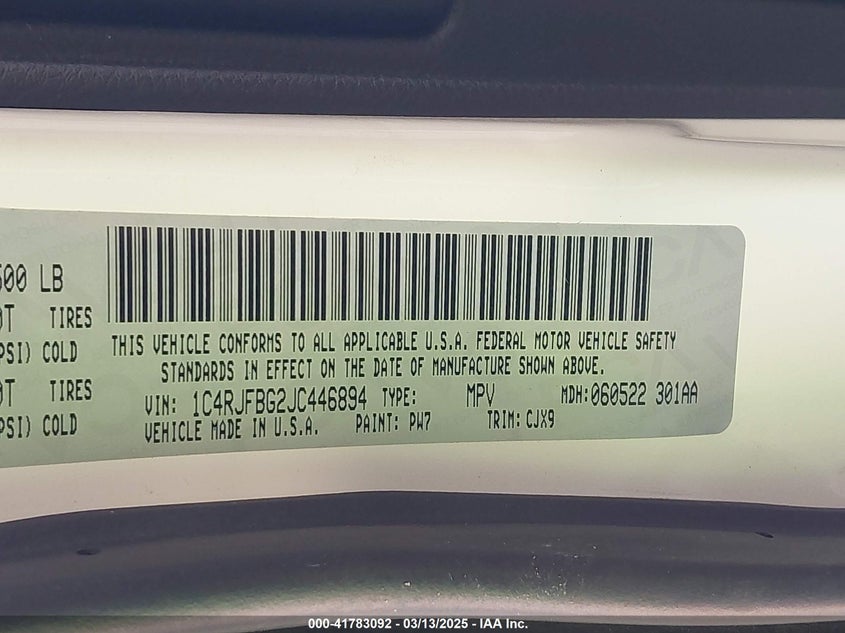 500 LB
TIRES
PSI) COLD
TIRES
PSI) COLD
THIS VEHICLE CONFORMS TO ALL APPLICABLE U.S.A. FEDERAL MOTOR VEHICLE SAFETY
STANDARDS IN EFFECT ON THE DATE OF MANUFACTURE SHOWN ABOVE.
VIN: 1C4RJFBG2JC446894 TYPE: MPV MDH: 060522 301AA
VEHICLE MADE IN U.S.A. PAINT: PW7 TRIM: CJX9
000-41783092 - 03/13/2025 - IAA Inc.